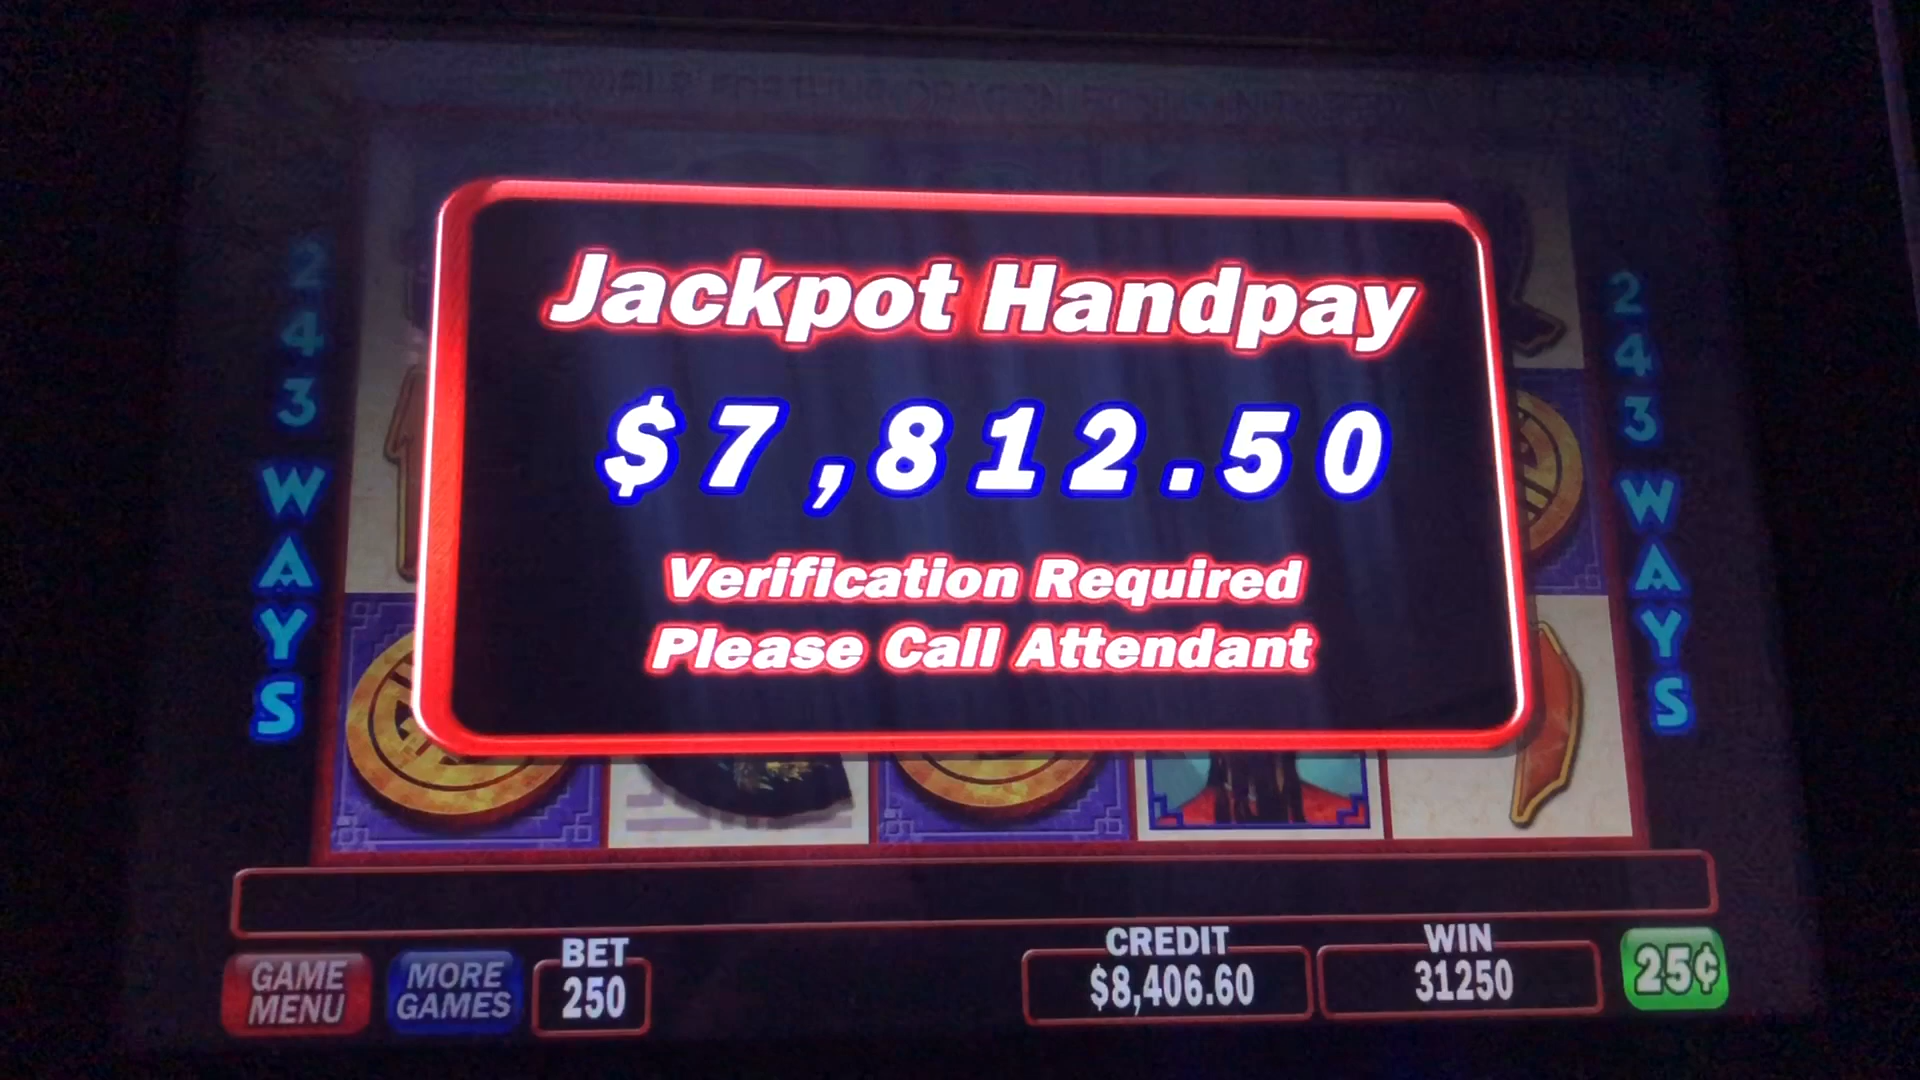 Jackpot Handpay
$7,812.50
Verification Required
Please Call Attendant
243 WAYS
243 WAYS
GAME
MENU
MORE
GAMES
BET
250
CREDIT
$8,406.60
WIN
31250
25¢